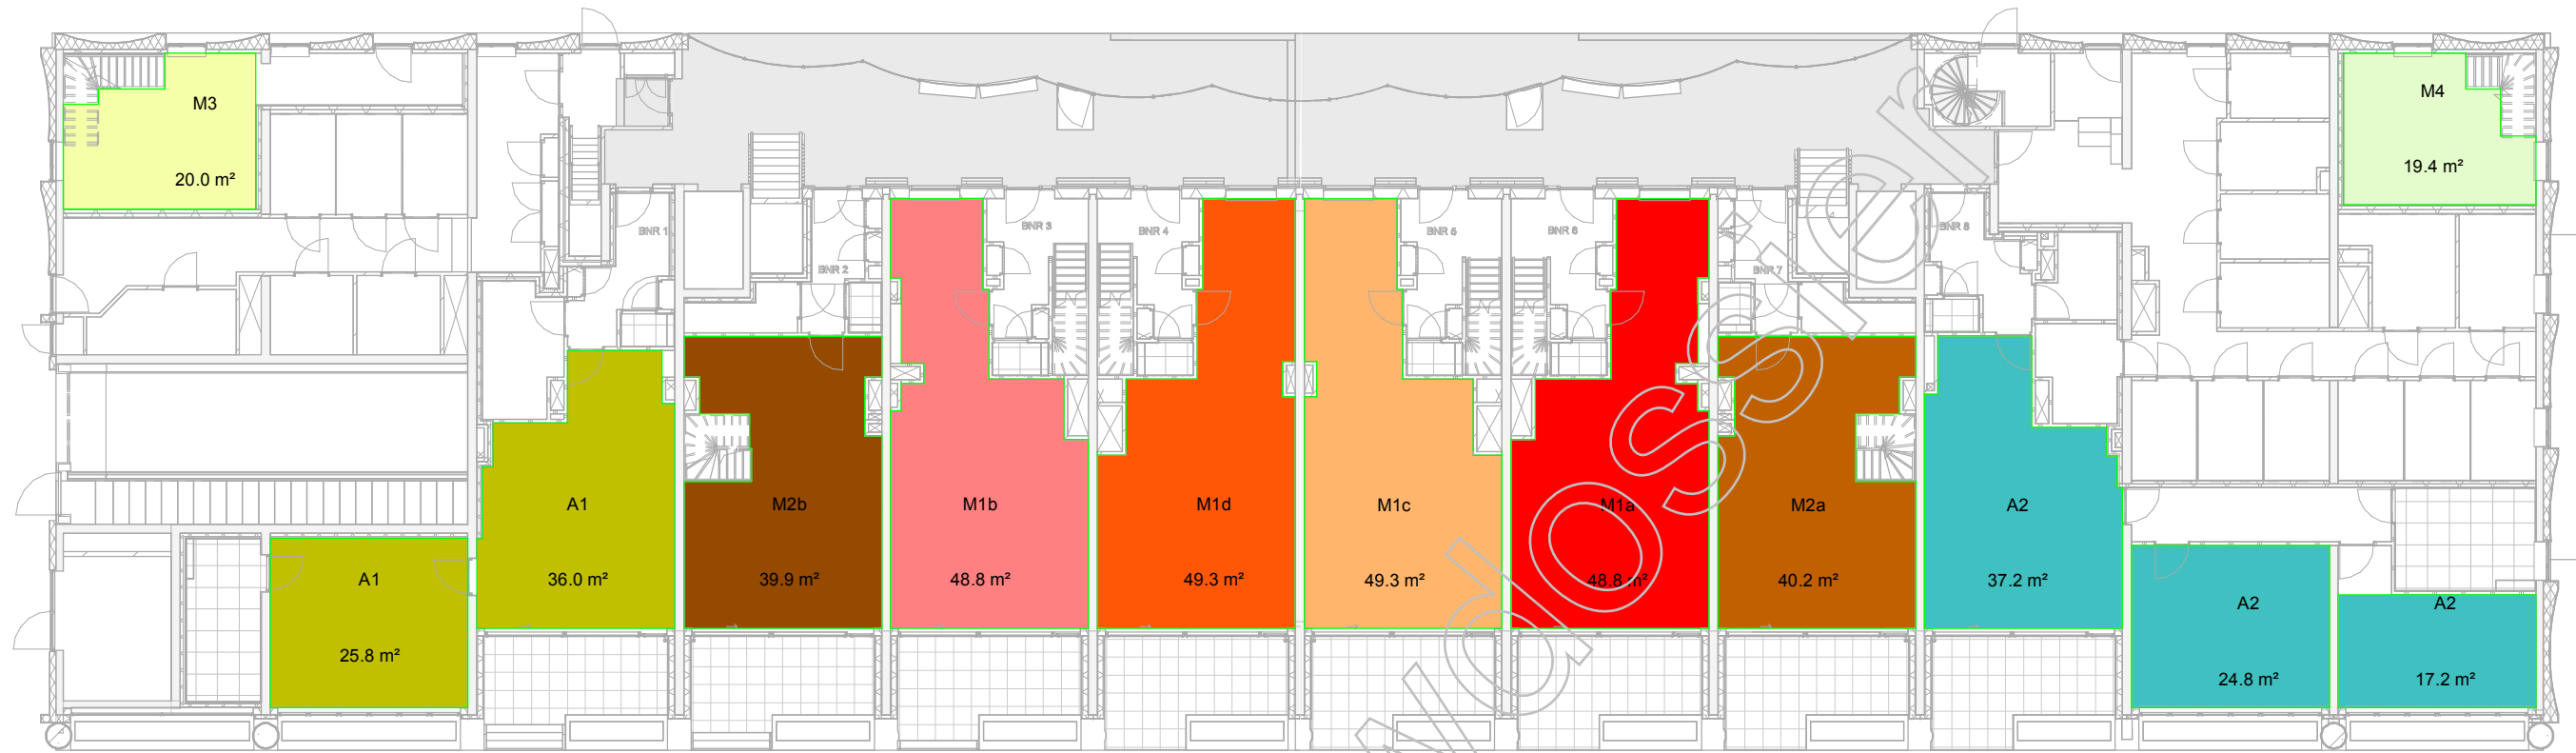 M3
20.0 m²
M4
19.4 m²
BNR 1
BNR 2
BNR 3
BNR 4
BNR 5
BNR 6
BNR 7
BNR 8
A1
25.8 m²
A1
36.0 m²
M2b
39.9 m²
M1b
48.8 m²
M1d
49.3 m²
M1c
49.3 m²
M1a
48.8 m²
M2a
40.2 m²
A2
37.2 m²
A2
24.8 m²
A2
17.2 m²